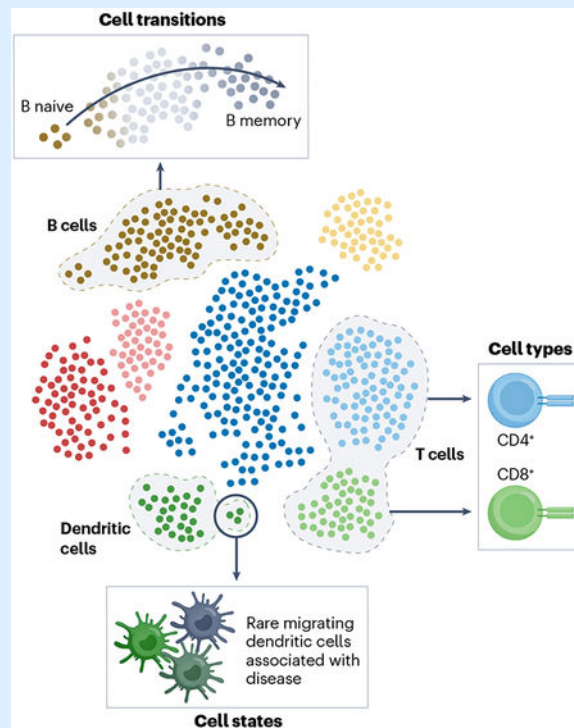 Cell transitions
B naive
B memory
B cells
Cell types
CD4⁺
T cells
CD8⁺
Dendritic
cells
Rare migrating
dendritic cells
associated with
disease
Cell states